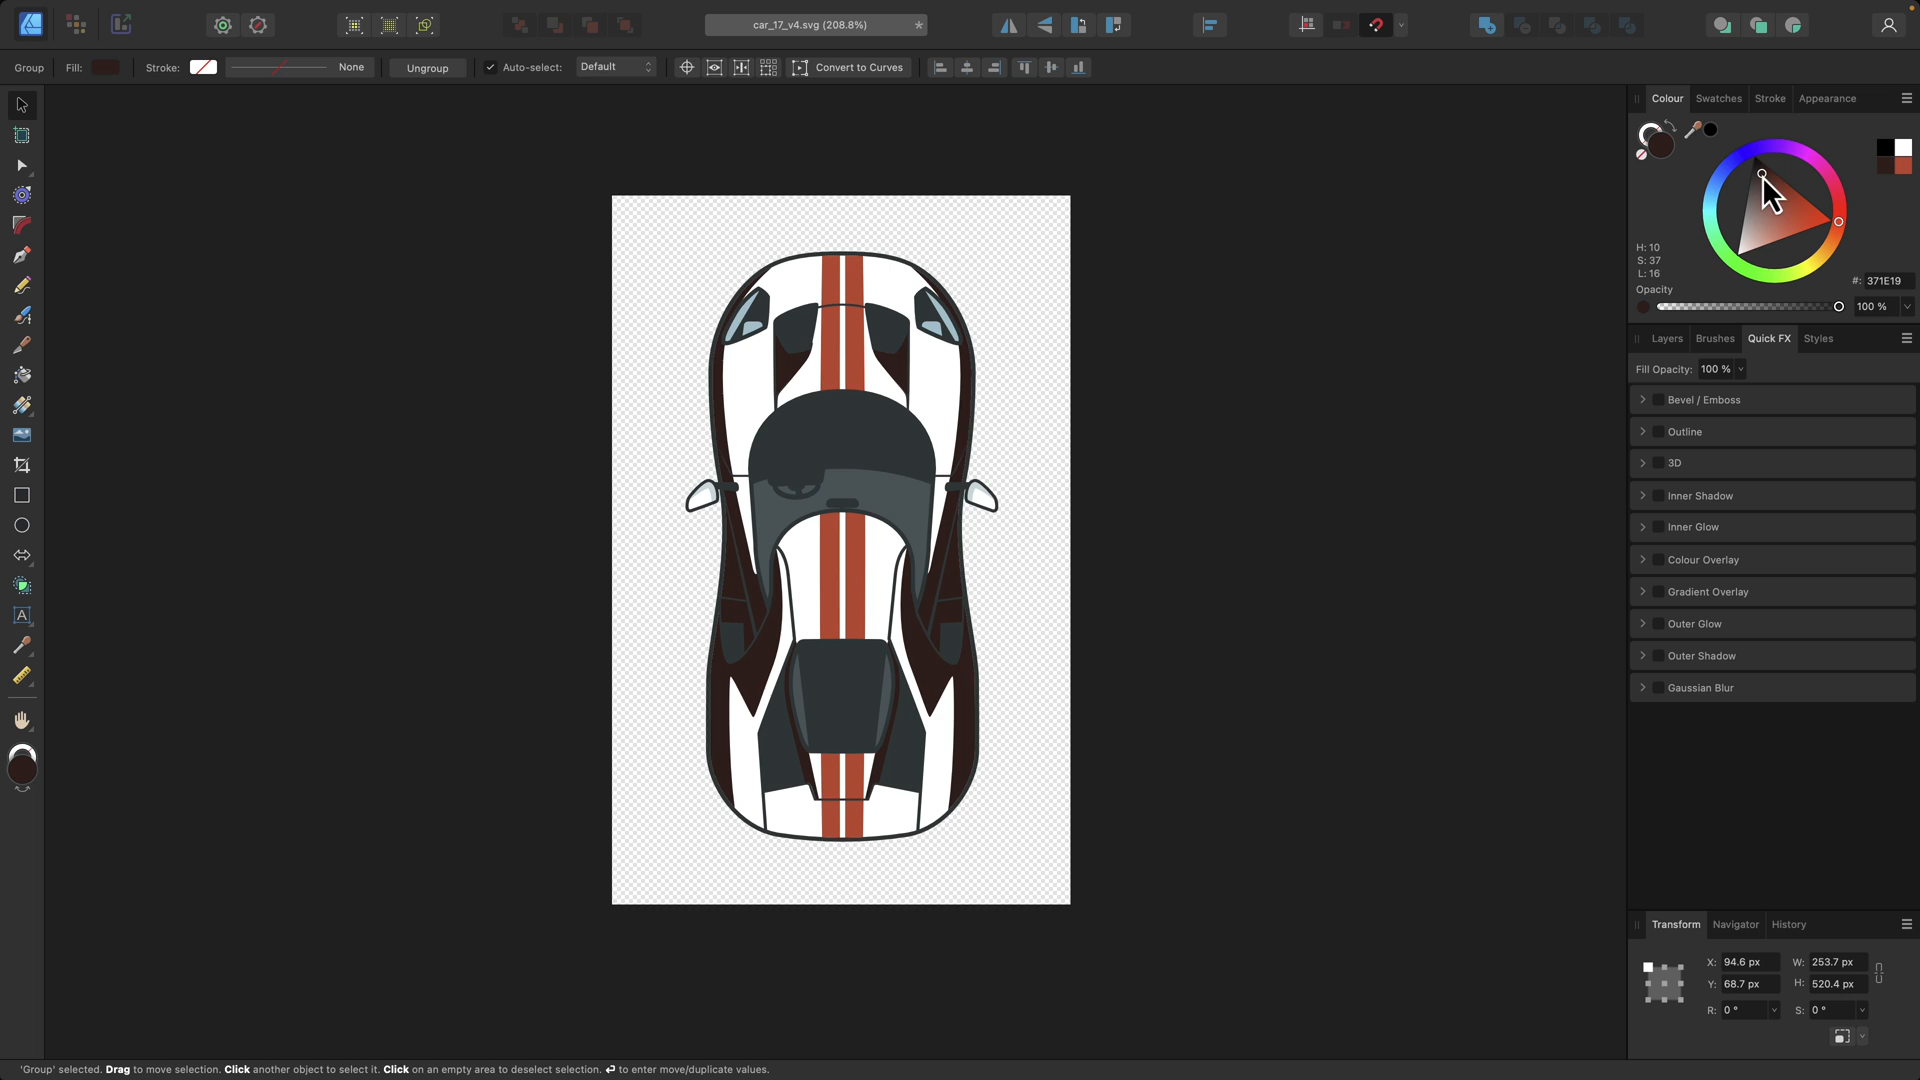 car_17_v4.svg (208.8%)
*
Group
Fill:
Stroke:
None
Ungroup
Auto-select:
Default
Convert to Curves
Colour
Swatches
Stroke
Appearance
H: 10
S: 37
L: 16
#: 371E19
Opacity
100 %
Layers
Brushes
Quick FX
Styles
Fill Opacity: 100 %
Bevel / Emboss
Outline
3D
Inner Shadow
Inner Glow
Colour Overlay
Gradient Overlay
Outer Glow
Outer Shadow
Gaussian Blur
A
Transform
Navigator
History
X: 94.6 px
W: 253.7 px
Y: 68.7 px
H: 520.4 px
R: 0 °
S: 0 °
'Group' selected. Drag to move selection. Click another object to select it. Click on an empty area to deselect selection. ↵ to enter move/duplicate values.